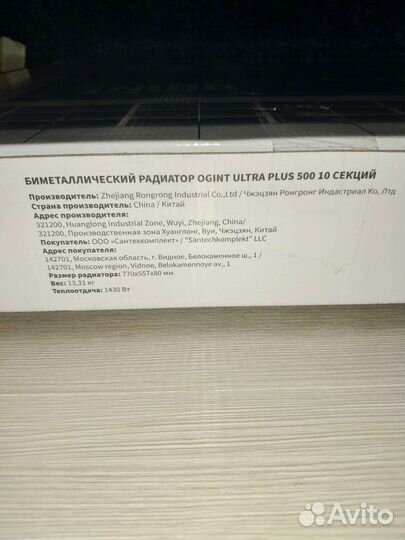 БИМЕТАЛЛИЧЕСКИЙ РАДИАТОР OGINT ULTRA PLUS 500 10 СЕКЦИЙ
Производитель: Zhejiang Rongrong Industrial Co.,Ltd / Чжэцзян Ронгронг Индастриал Ко, Лтд
Страна производитель: China / Китай
Адрес производителя:
321200, Huanglong Industrial Zone, Wuyi, Zhejiang, China/
321200, Производственная зона Хуанглонг, Вуи, Чжэцзян, Китай
Покупатель: ООО «Сантехкомплект» / "Santechkomplekt" LLC
Адрес покупателя:
142701, Московская область, г. Видное, Белокаменное ш., 1 /
142701, Moscow region, Vidnoe, Belokamennoye av., 1
Размер радиатора: 770x557x80 мм
Вес: 13,31 кг
Теплоотдача: 1430 Вт
Avito